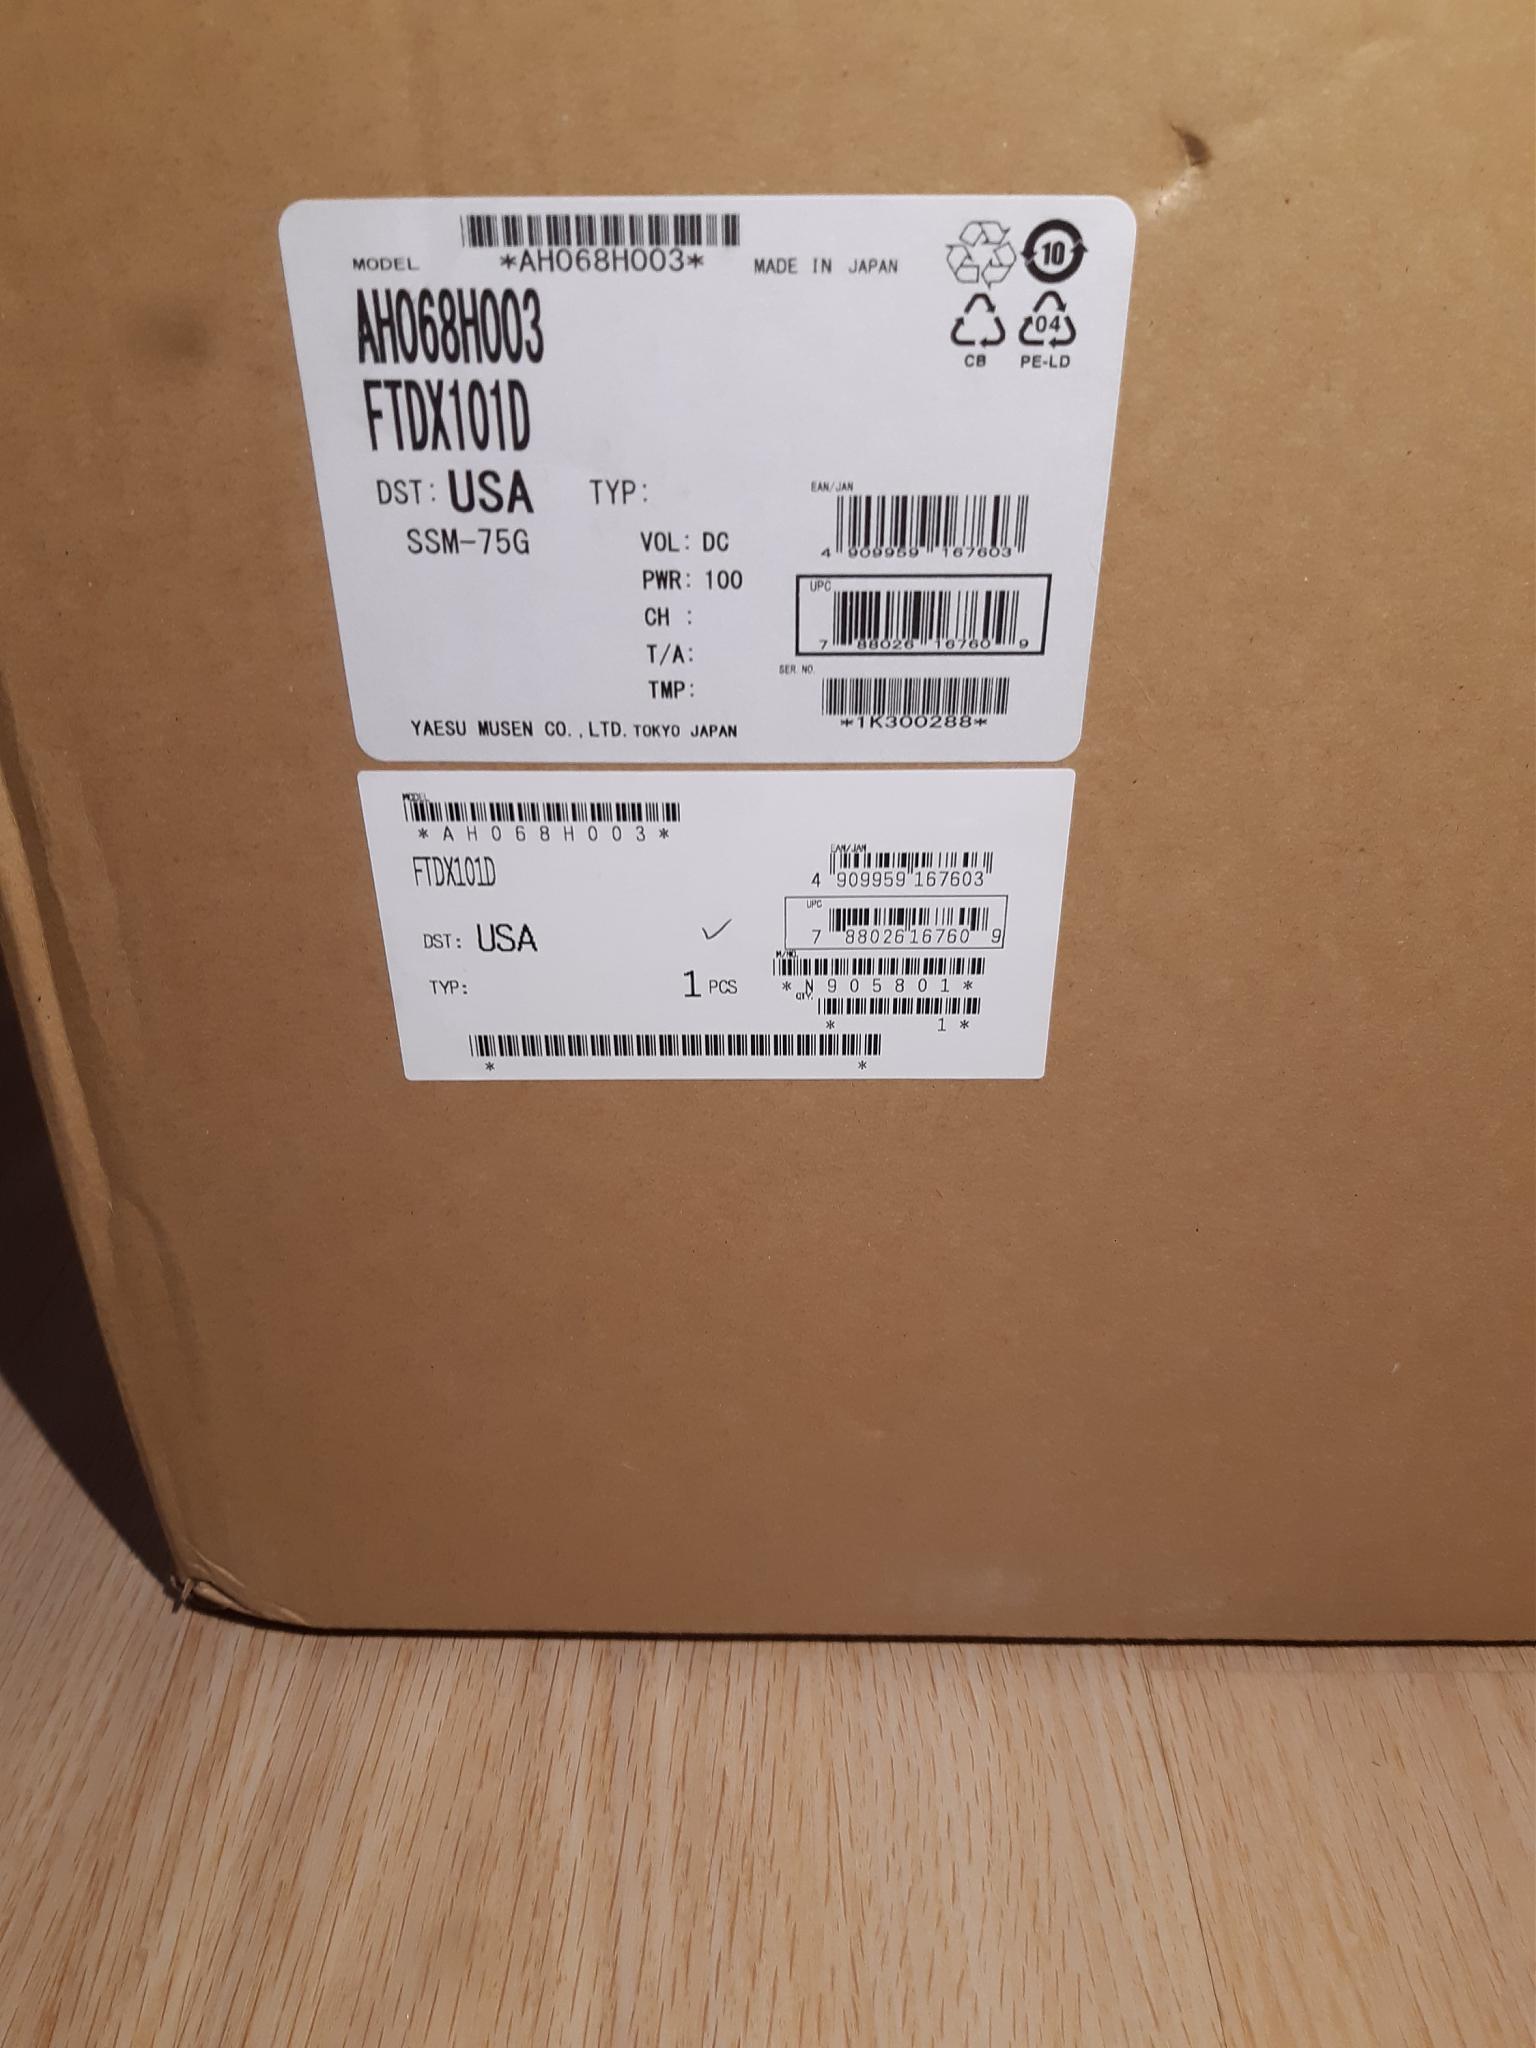 *AH068H003*
MODEL
MADE IN JAPAN
10
AH068H003
04
CB
PE-LD
FTDX101D
DST: USA
TYP:
EAN/JAN
SSM-75G
VOL: DC
4 909959 167603
PWR: 100
UPC
CH :
7 88026 16760 9
T/A:
SER. NO.
TMP:
*1K300288*
YAESU MUSEN CO.,LTD. TOKYO JAPAN
MODEL
*AH068H003*
FTDX101D
EAN/JAN
4 909959 167603
UPC
7 88026 16760 9
DST: USA
M/NO.
*N905801*
TYP:
1 PCS
QTY.
* 1 *
* *